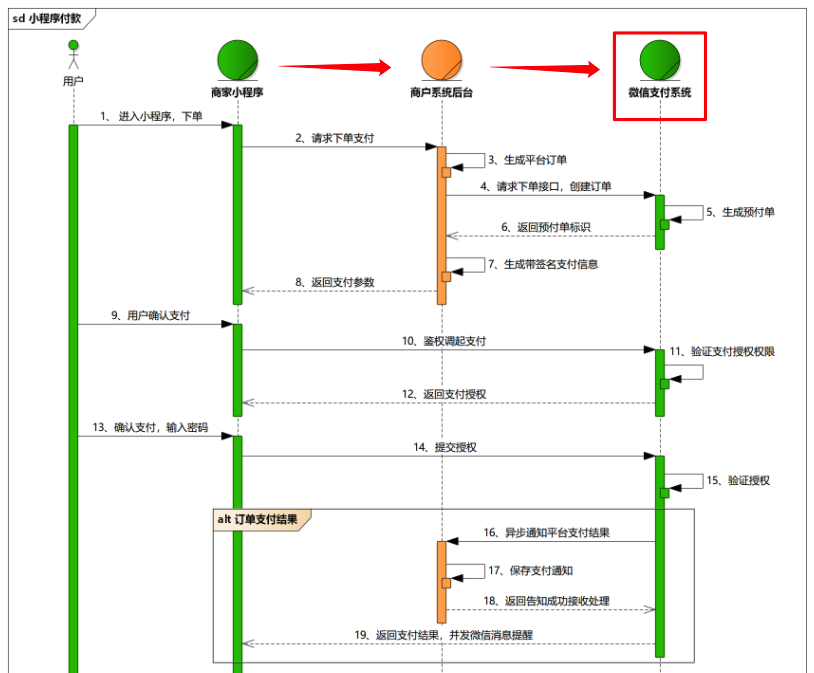 sd 小程序付款
用户
商家小程序
商户系统后台
微信支付系统
1、 进入小程序，下单
2、请求下单支付
3、生成平台订单
4、请求下单接口，创建订单
5、生成预付单
6、返回预付单标识
7、生成带签名支付信息
8、返回支付参数
9、用户确认支付
10、鉴权调起支付
11、验证支付授权权限
12、返回支付授权
13、确认支付，输入密码
14、提交授权
15、验证授权
alt 订单支付结果
16、异步通知平台支付结果
17、保存支付通知
18、返回告知成功接收处理
19、返回支付结果，并发微信消息提醒